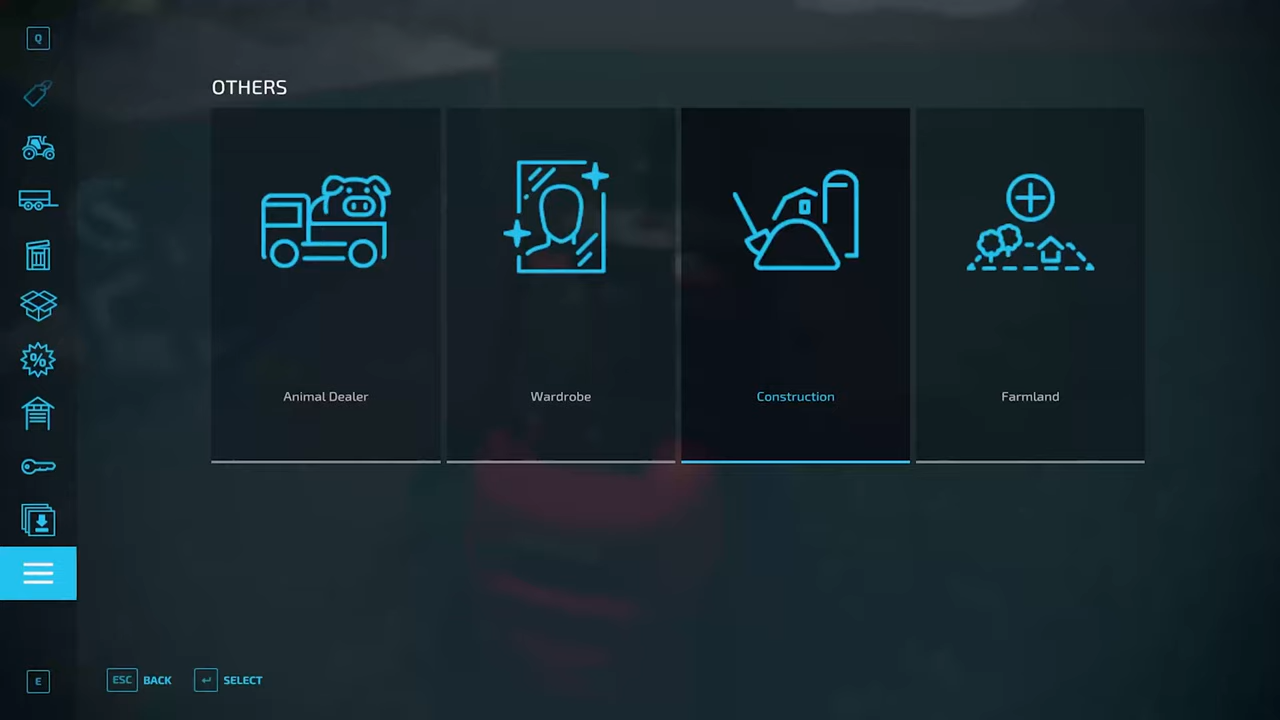 Q
OTHERS
%
Animal Dealer
Wardrobe
Construction
Farmland
E
ESC BACK
↵ SELECT